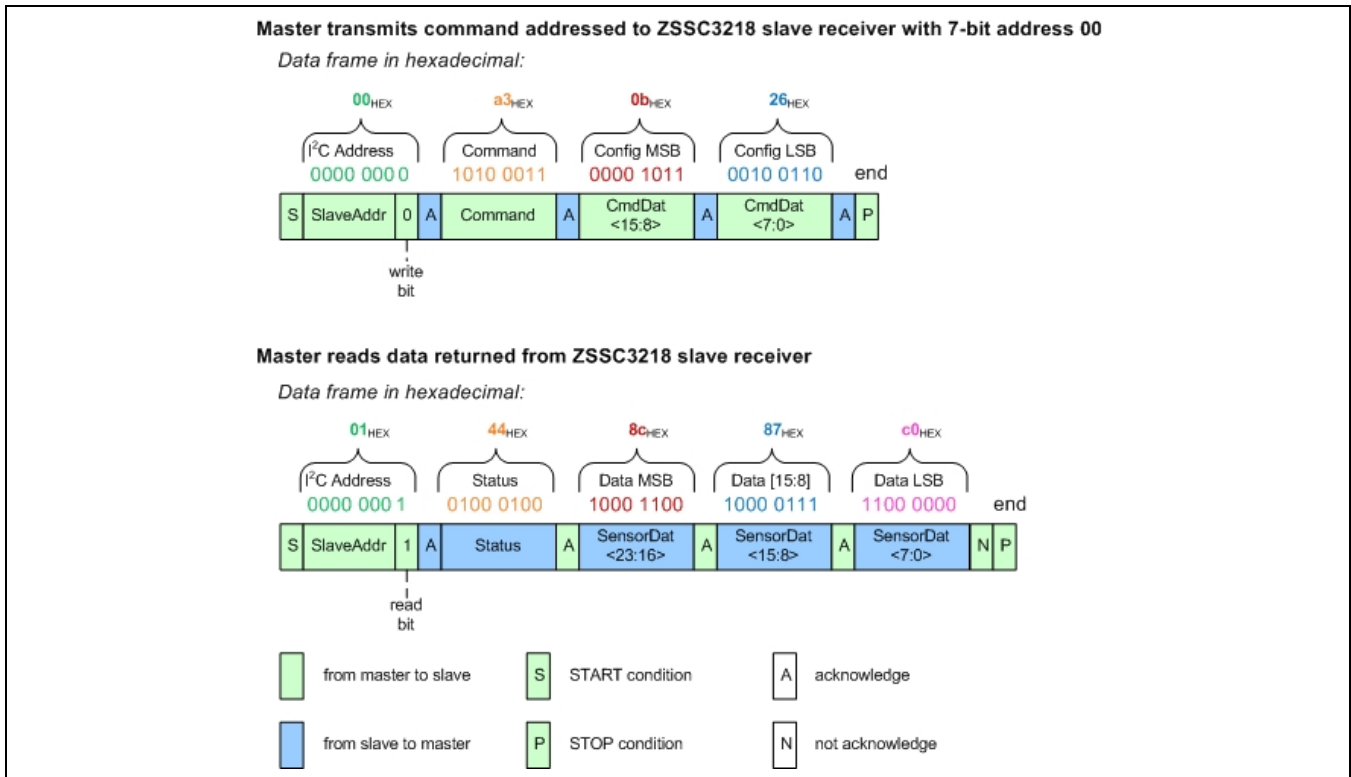 Master transmits command addressed to ZSSC3218 slave receiver with 7-bit address 00
Data frame in hexadecimal:
00HEX a3HEX 0bHEX 26HEX
I²C Address Command Config MSB Config LSB
0000 000 0 1010 0011 0000 1011 0010 0110 end
S SlaveAddr 0 A Command A CmdDat <15:8> A CmdDat <7:0> A P
write
bit
Master reads data returned from ZSSC3218 slave receiver
Data frame in hexadecimal:
01HEX 44HEX 8cHEX 87HEX c0HEX
I²C Address Status Data MSB Data [15:8] Data LSB
0000 000 1 0100 0100 1000 1100 1000 0111 1100 0000 end
S SlaveAddr 1 A Status A SensorDat <23:16> A SensorDat <15:8> A SensorDat <7:0> N P
read
bit
from master to slave S START condition A acknowledge
from slave to master P STOP condition N not acknowledge